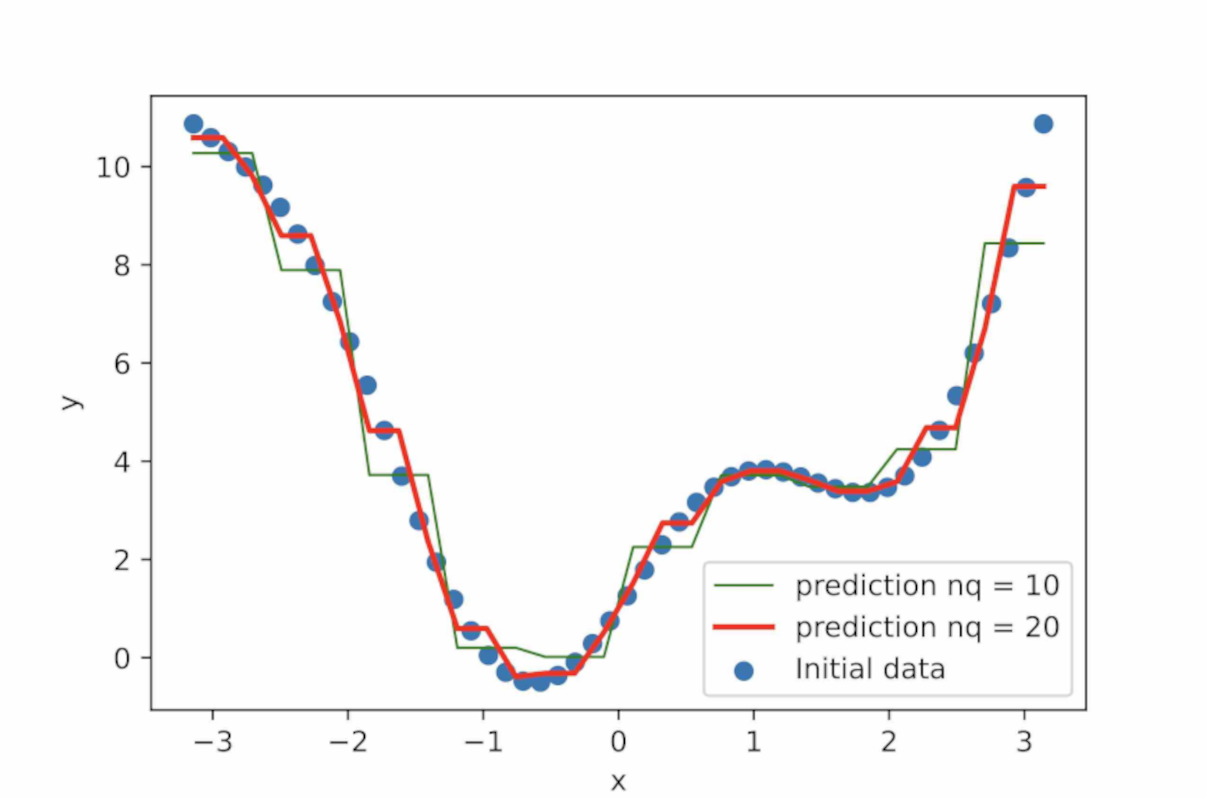 10
8
6
4
2
0
y
−3 −2 −1 0 1 2 3
x
prediction nq = 10
prediction nq = 20
Initial data